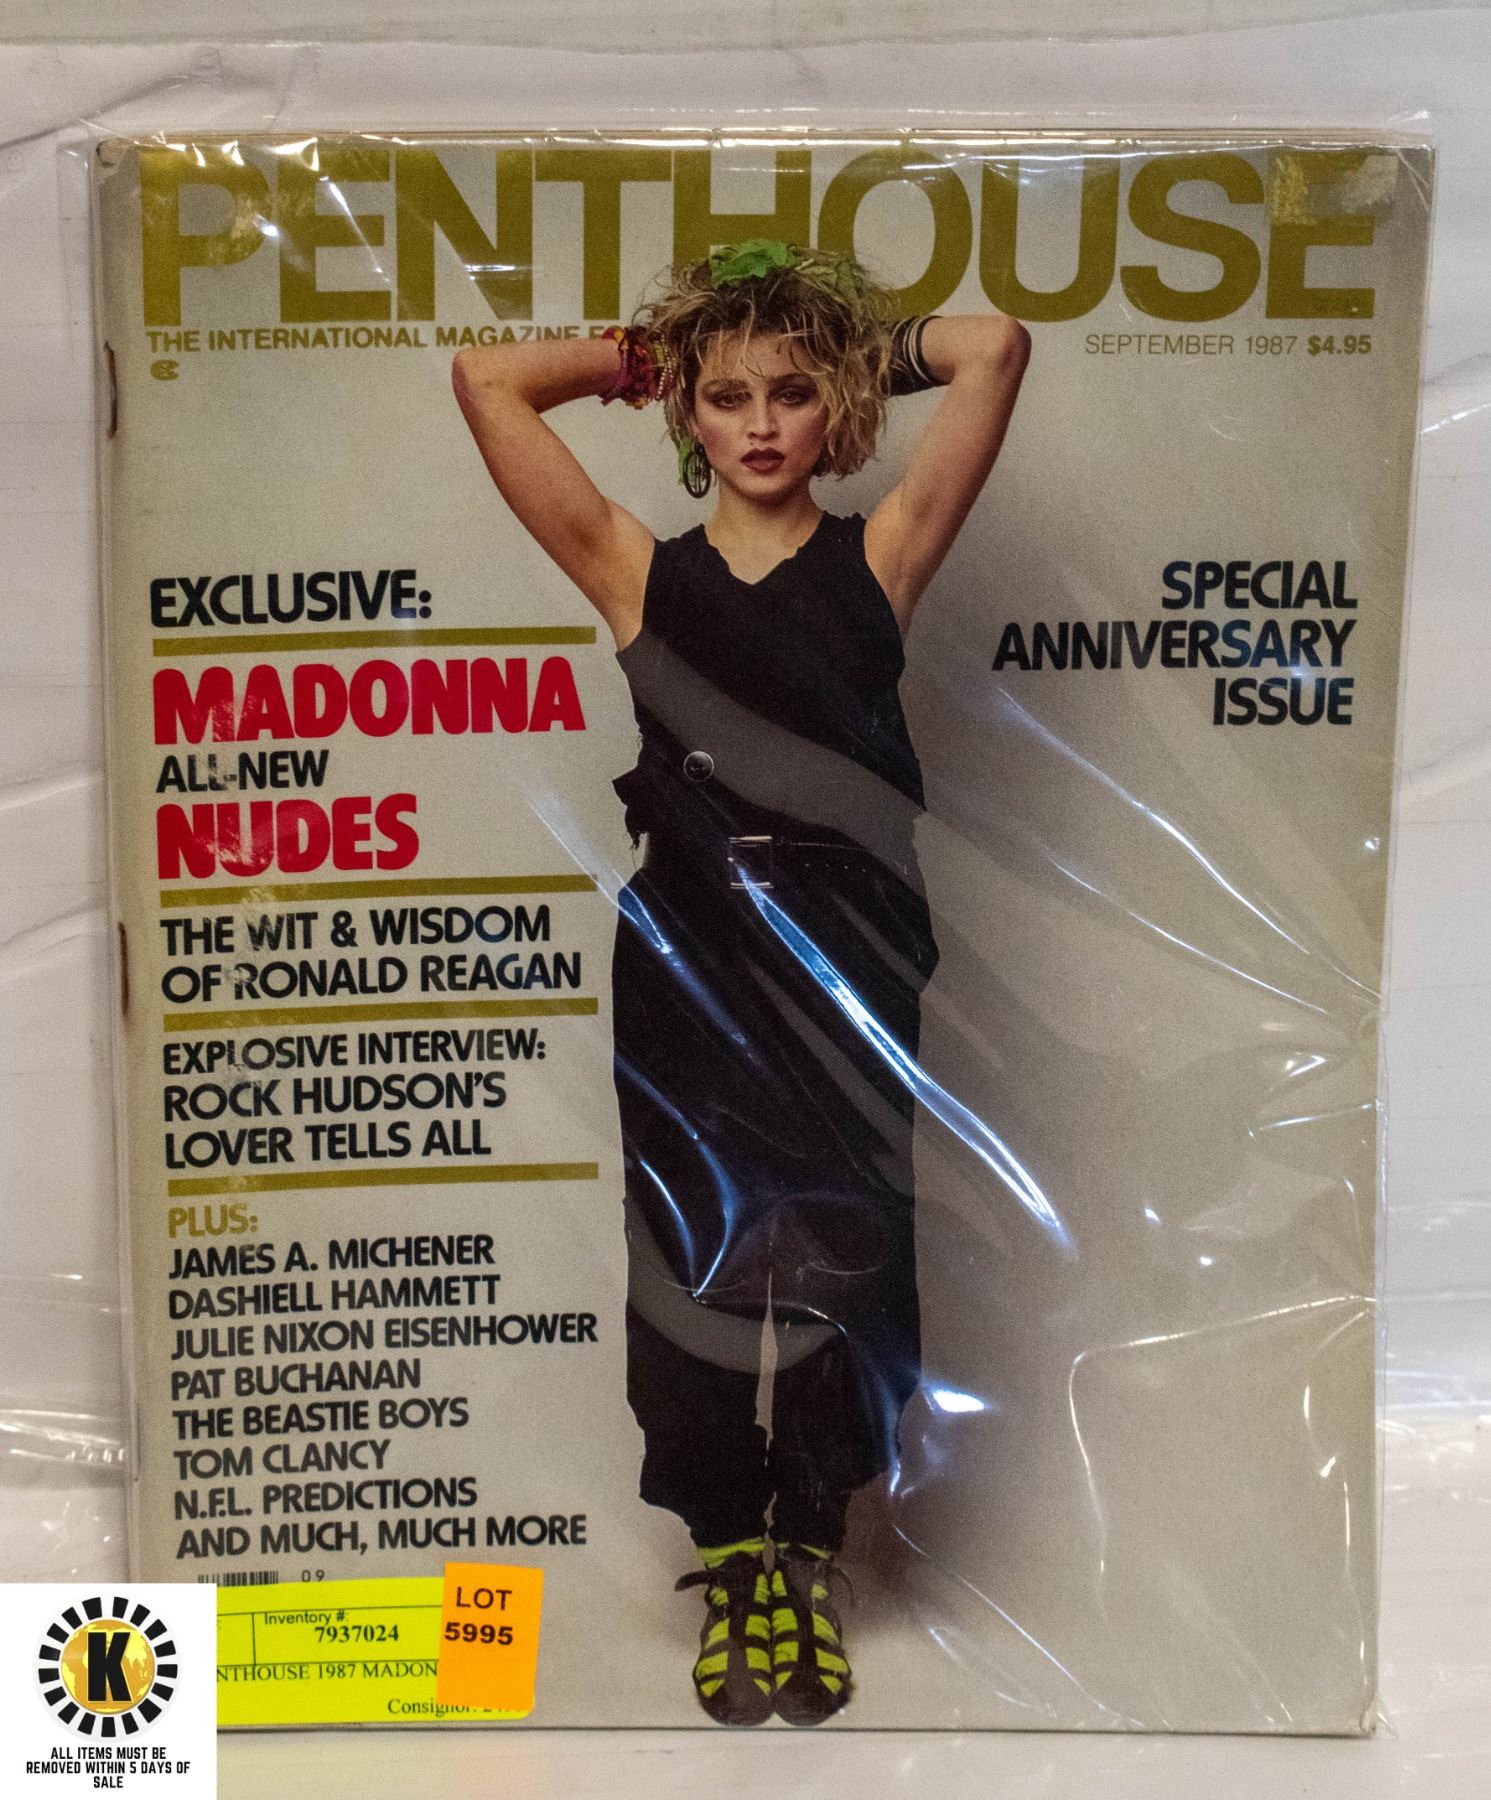 PENTHOUSE
THE INTERNATIONAL MAGAZINE
SEPTEMBER 1987 $4.95
EXCLUSIVE:
MADONNA
ALL-NEW
NUDES
THE WIT & WISDOM
OF RONALD REAGAN
EXPLOSIVE INTERVIEW:
ROCK HUDSON'S
LOVER TELLS ALL
PLUS:
JAMES A. MICHENER
DASHIELL HAMMETT
JULIE NIXON EISENHOWER
PAT BUCHANAN
THE BEASTIE BOYS
TOM CLANCY
N.F.L. PREDICTIONS
AND MUCH, MUCH MORE
SPECIAL
ANNIVERSARY
ISSUE
09
Inventory #:
7937024
NTHOUSE 1987 MADON
Consignor:
LOT
5995
K
ALL ITEMS MUST BE
REMOVED WITHIN 5 DAYS OF
SALE